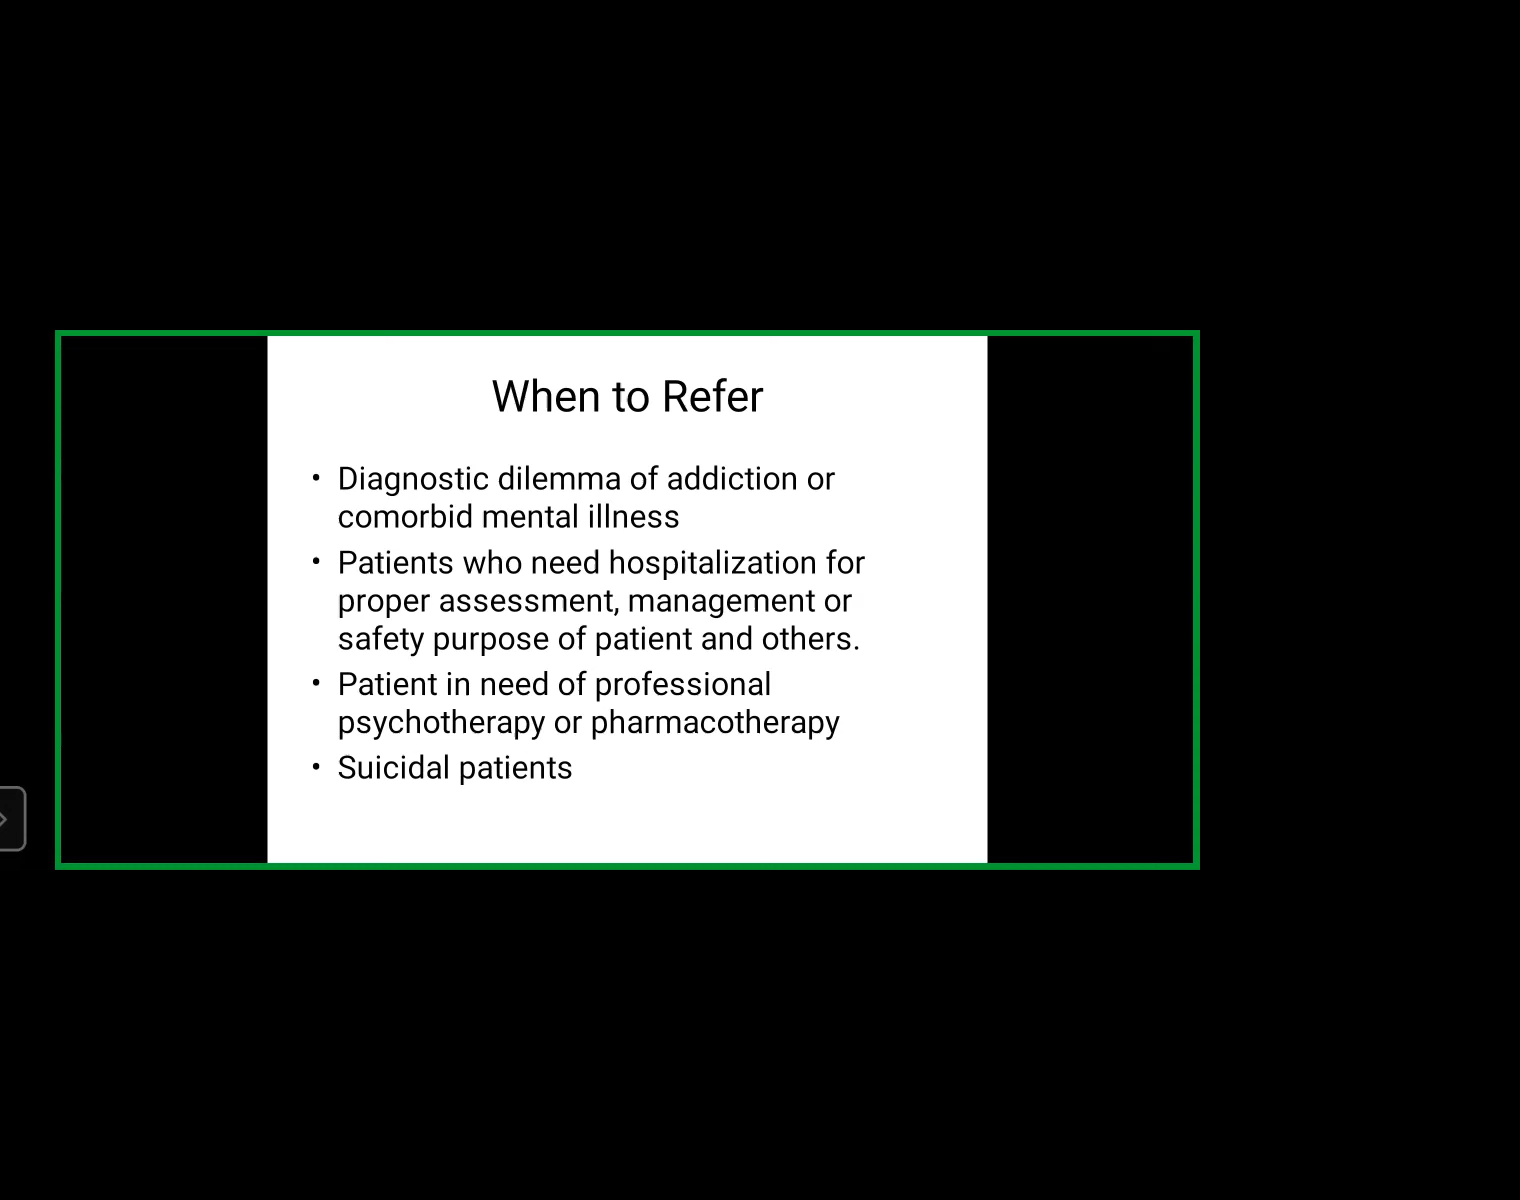 When to Refer
• Diagnostic dilemma of addiction or
comorbid mental illness
• Patients who need hospitalization for
proper assessment, management or
safety purpose of patient and others.
• Patient in need of professional
psychotherapy or pharmacotherapy
• Suicidal patients